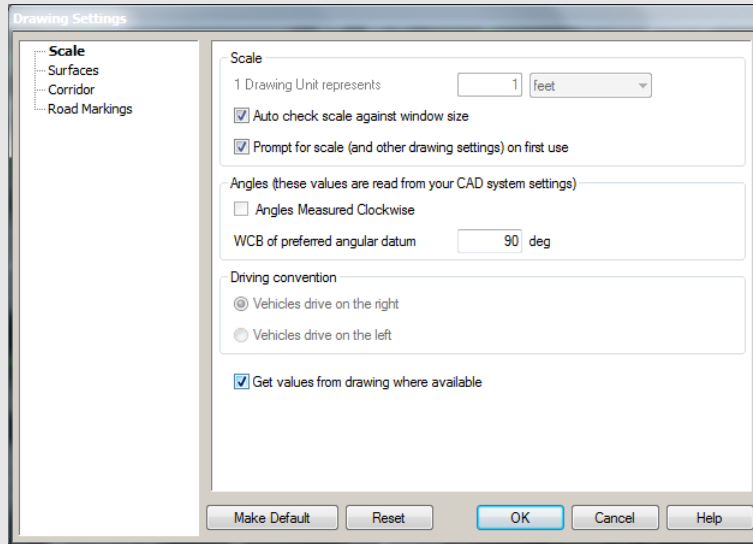 Drawing Settings
Scale
Surfaces
Corridor
Road Markings
Scale
1 Drawing Unit represents 1 feet
Auto check scale against window size
Prompt for scale (and other drawing settings) on first use
Angles (these values are read from your CAD system settings)
Angles Measured Clockwise
WCB of preferred angular datum 90 deg
Driving convention
Vehicles drive on the right
Vehicles drive on the left
Get values from drawing where available
Make Default Reset OK Cancel Help